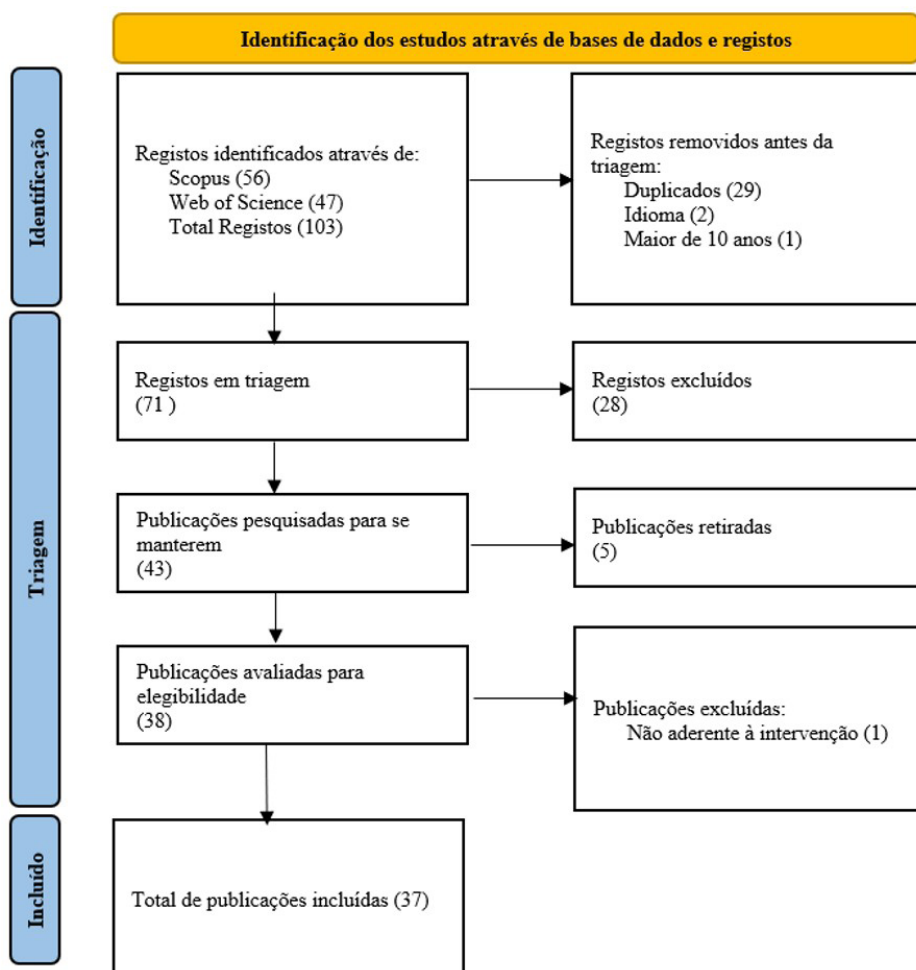 Identificação dos estudos através de bases de dados e registos
Identificação
Registos identificados através de:
Scopus (56)
Web of Science (47)
Total Registos (103)
Registos removidos antes da
triagem:
Duplicados (29)
Idioma (2)
Maior de 10 anos (1)
Triagem
Registos em triagem
(71 )
Registos excluídos
(28)
Publicações pesquisadas para se
manterem
(43)
Publicações retiradas
(5)
Publicações avaliadas para
elegibilidade
(38)
Publicações excluídas:
Não aderente à intervenção (1)
Incluído
Total de publicações incluídas (37)